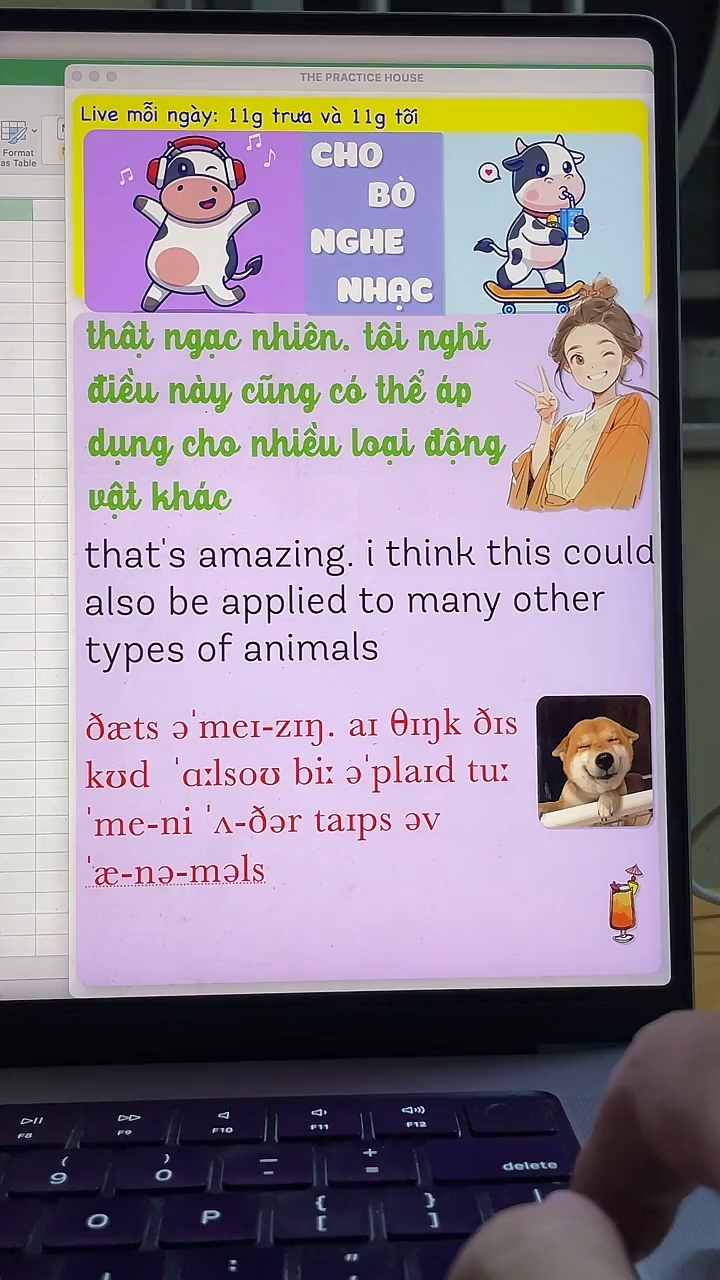 THE PRACTICE HOUSE
Live mỗi ngày: 11g trưa và 11g tối
Format
as Table
CHO
BÒ
NGHE
NHẠC
thật ngạc nhiên. tôi nghĩ
điều này cũng có thể áp
dụng cho nhiều loại động
vật khác
that's amazing. i think this could
also be applied to many other
types of animals
ðæts əˈmeɪ-zɪŋ. aɪ θɪŋk ðɪs
kʊd ˈɑːlsoʊ biː əˈplaɪd tuː
ˈme-ni ˈʌ-ðər taɪps əv
ˈæ-nə-məls
F8
F9
F10
F11
F12
( ) _ +
9 0 - = delete
O P { [ } ] |
: "